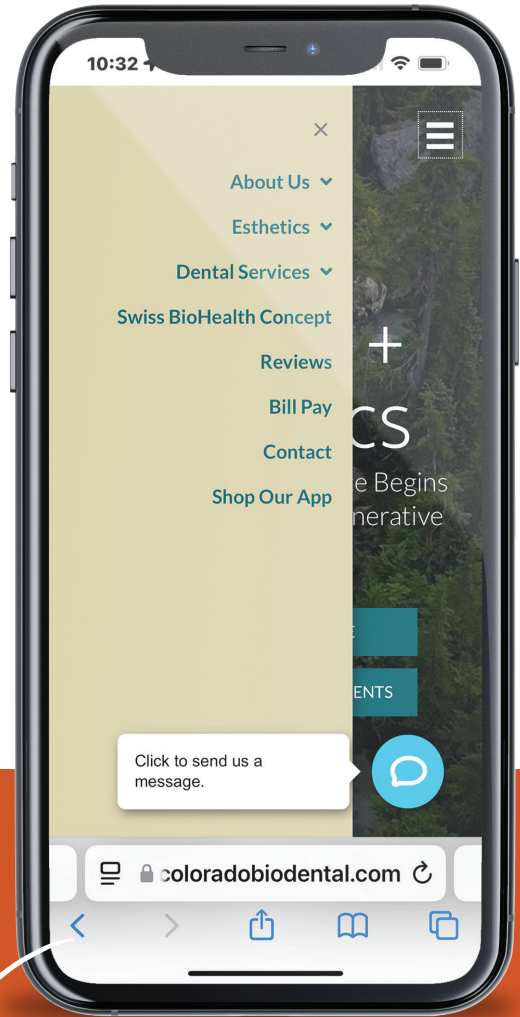 10:32
About Us
Esthetics
Dental Services
Swiss BioHealth Concept
Reviews
Bill Pay
Contact
Shop Our App
+
CS
e Begins
nerative
E
ENTS
Click to send us a
message.
coloradobiodental.com